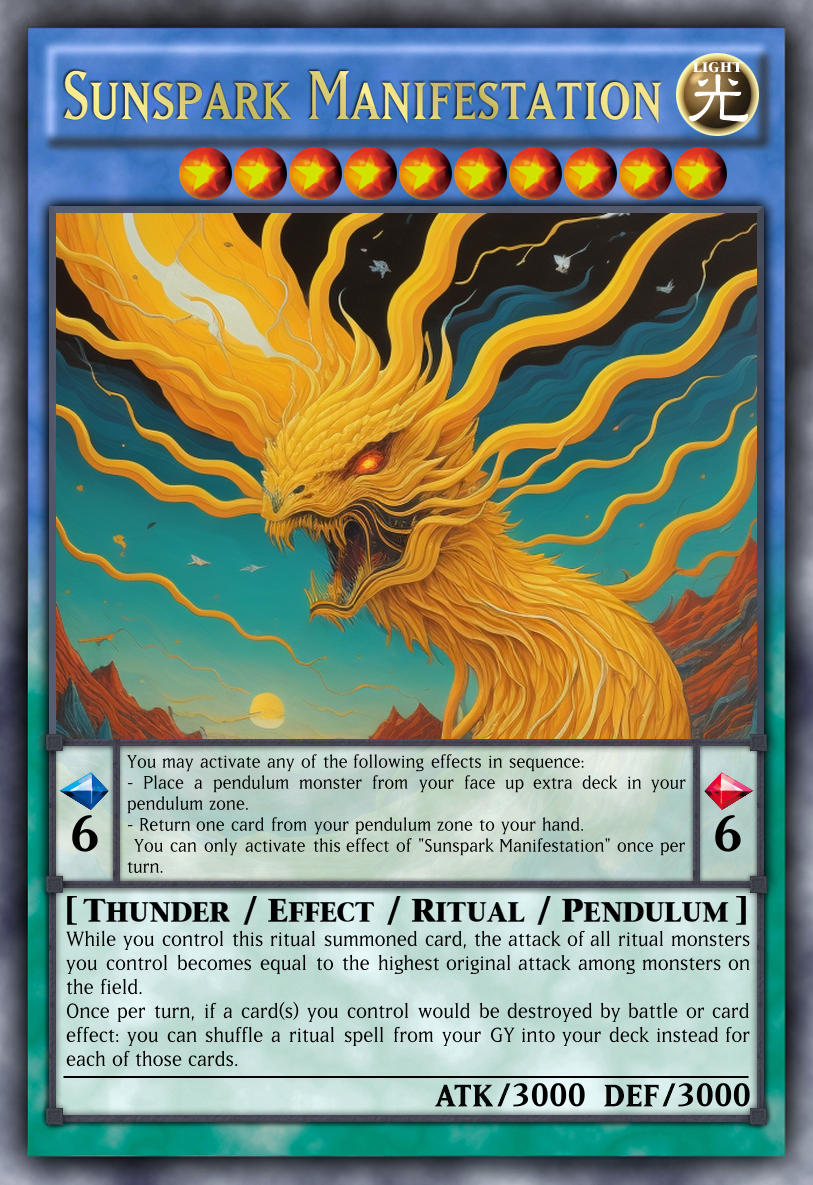 Sunspark Manifestation
LIGHT
光
You may activate any of the following effects in sequence:
- Place a pendulum monster from your face up extra deck in your
pendulum zone.
- Return one card from your pendulum zone to your hand.
You can only activate this effect of "Sunspark Manifestation" once per
turn.
6
6
[ Thunder / Effect / Ritual / Pendulum ]
While you control this ritual summoned card, the attack of all ritual monsters
you control becomes equal to the highest original attack among monsters on
the field.
Once per turn, if a card(s) you control would be destroyed by battle or card
effect: you can shuffle a ritual spell from your GY into your deck instead for
each of those cards.
ATK/3000 DEF/3000